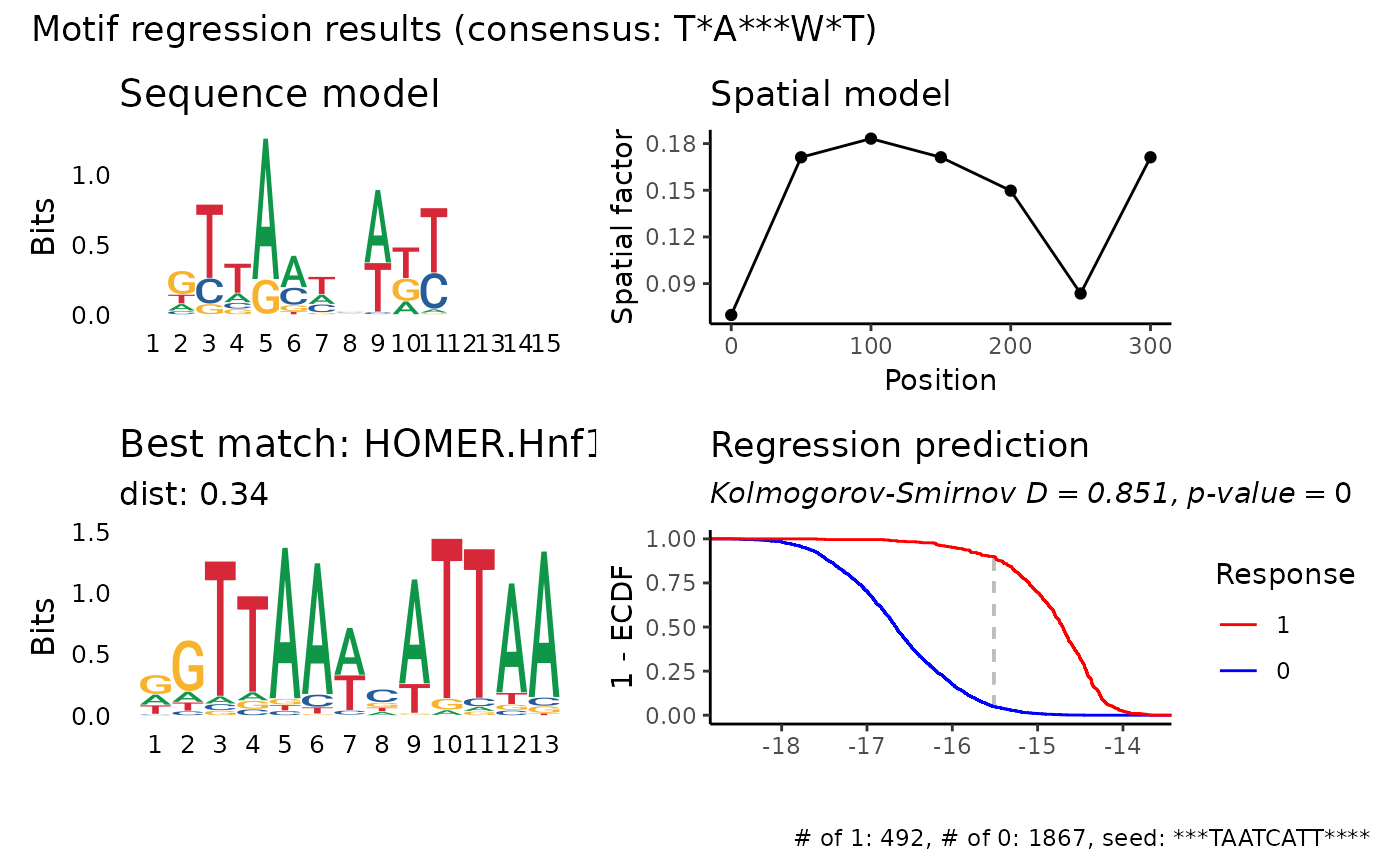 Motif regression results (consensus: T*A***W*T)
Sequence model
Bits
1.0
0.5
0.0
1 2 3 4 5 6 7 8 9 10 11 12 13 14 15
Spatial model
Spatial factor
0.18
0.15
0.12
0.09
0 100 200 300
Position
Best match: HOMER.Hnf1
dist: 0.34
Bits
1.5
1.0
0.5
0.0
1 2 3 4 5 6 7 8 9 10 11 12 13
Regression prediction
Kolmogorov-Smirnov D = 0.851, p-value = 0
1 - ECDF
1.00
0.75
0.50
0.25
0.00
-18 -17 -16 -15 -14
Response
1
0
# of 1: 492, # of 0: 1867, seed: ***TAATCATT****